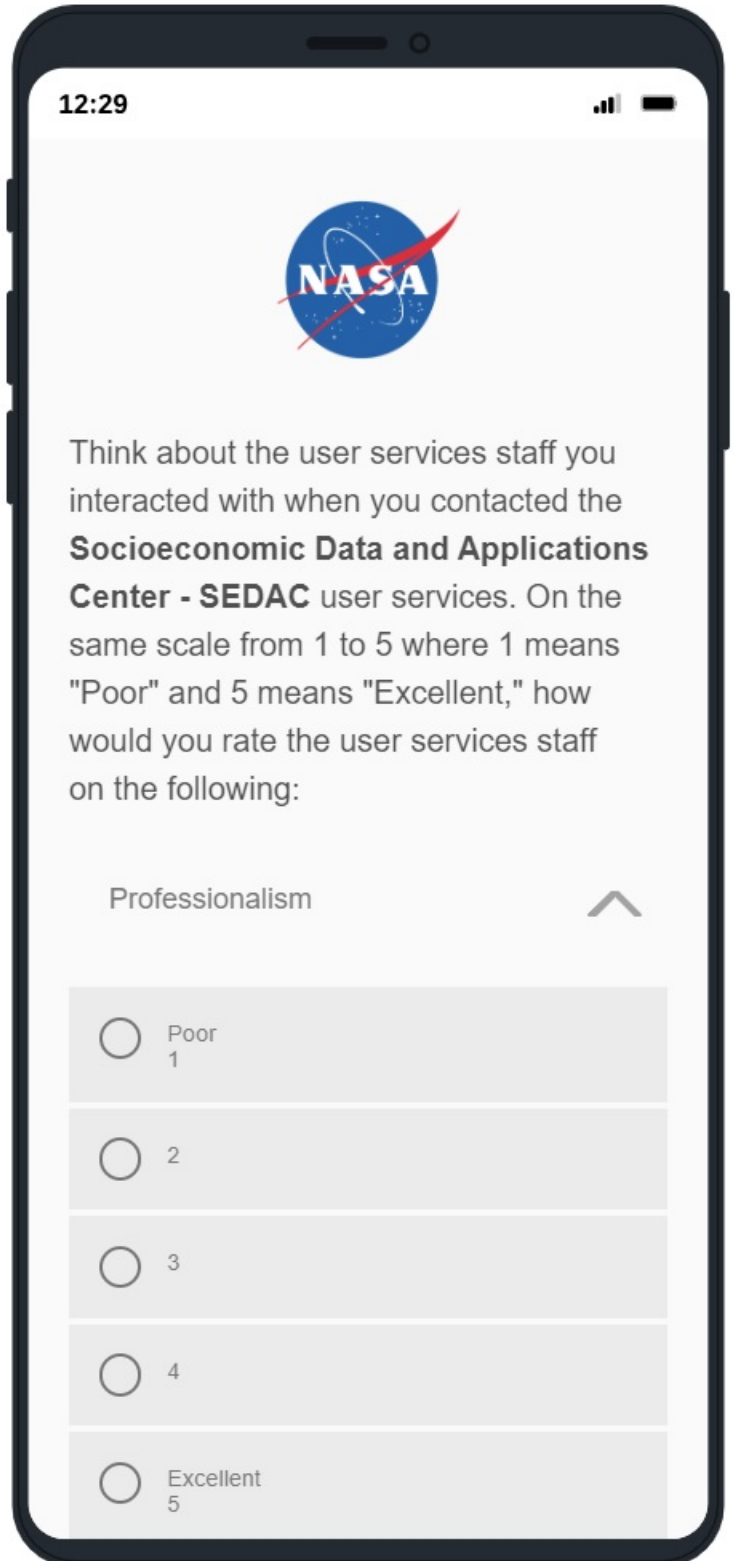 12:29
NASA
Think about the user services staff you
interacted with when you contacted the
Socioeconomic Data and Applications
Center - SEDAC user services. On the
same scale from 1 to 5 where 1 means
"Poor" and 5 means "Excellent," how
would you rate the user services staff
on the following:
Professionalism
Poor
1
2
3
4
Excellent
5